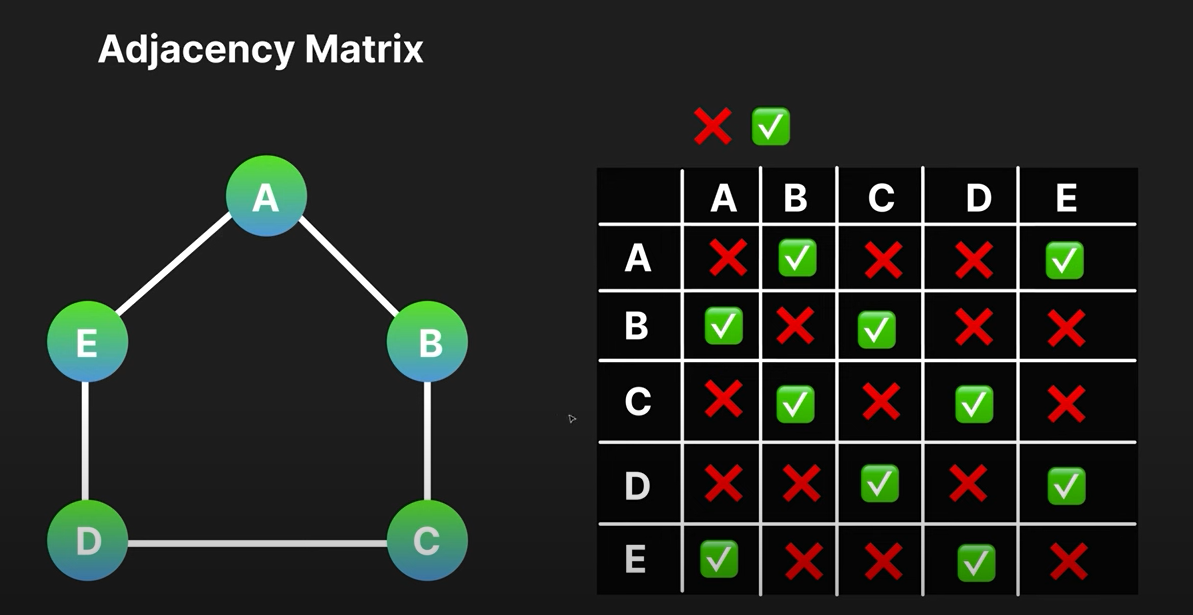 Adjacency Matrix
❌ ✅
A B C D E
A ❌ ✅ ❌ ❌ ✅
B ✅ ❌ ✅ ❌ ❌
C ❌ ✅ ❌ ✅ ❌
D ❌ ❌ ✅ ❌ ✅
E ✅ ❌ ❌ ✅ ❌
A
E
B
D
C